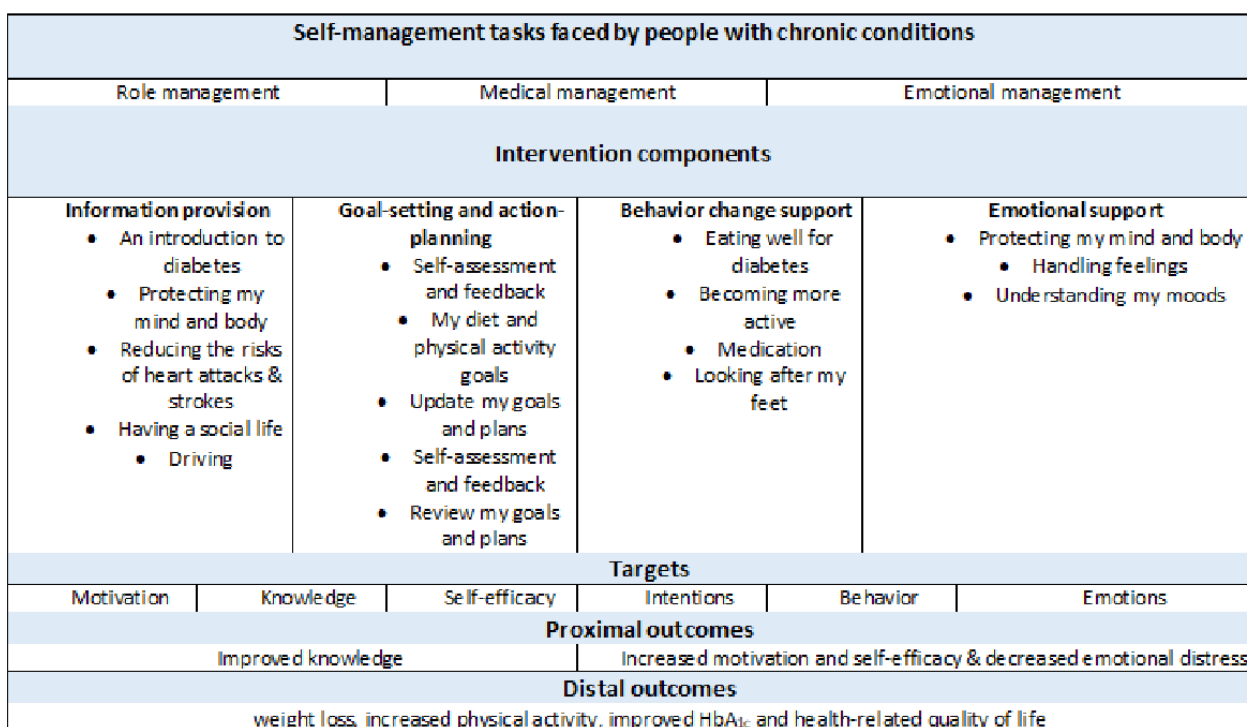 Self-management tasks faced by people with chronic conditions
Role management
Medical management
Emotional management
Intervention components
Information provision
• An introduction to
diabetes
• Protecting my
mind and body
• Reducing the risks
of heart attacks &
strokes
• Having a social life
• Driving
Goal-setting and action-
planning
• Self-assessment
and feedback
• My diet and
physical activity
goals
• Update my goals
and plans
• Self-assessment
and feedback
• Review my goals
and plans
Behavior change support
• Eating well for
diabetes
• Becoming more
active
• Medication
• Looking after my
feet
Emotional support
• Protecting my mind and body
• Handling feelings
• Understanding my moods
Targets
Motivation
Knowledge
Self-efficacy
Intentions
Behavior
Emotions
Proximal outcomes
Improved knowledge
Increased motivation and self-efficacy & decreased emotional distress
Distal outcomes
weight loss, increased physical activity, improved HbA1c and health-related quality of life